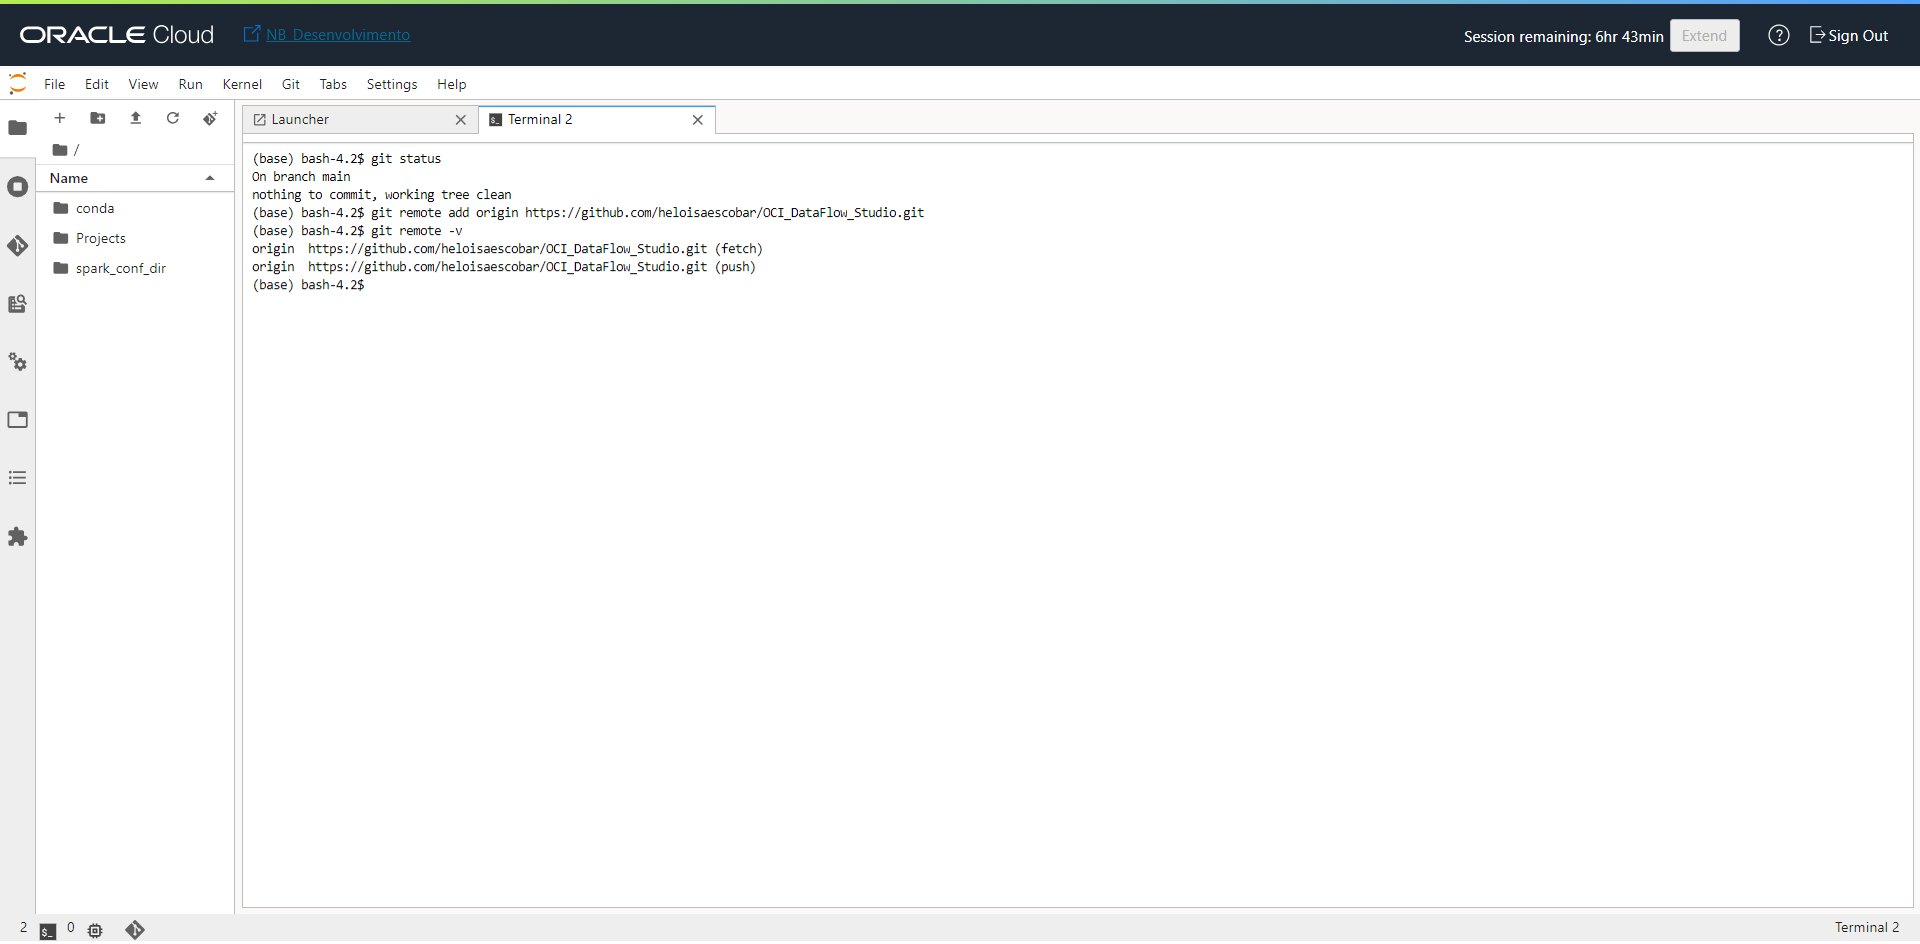 ORACLE Cloud
NB_Desenvolvimento
Session remaining: 6hr 43min
Extend
?
Sign Out
File Edit View Run Kernel Git Tabs Settings Help
Launcher
Terminal 2
/
Name
conda
Projects
spark_conf_dir
(base) bash-4.2$ git status
On branch main
nothing to commit, working tree clean
(base) bash-4.2$ git remote add origin https://github.com/heloisaescobar/OCI_DataFlow_Studio.git
(base) bash-4.2$ git remote -v
origin  https://github.com/heloisaescobar/OCI_DataFlow_Studio.git (fetch)
origin  https://github.com/heloisaescobar/OCI_DataFlow_Studio.git (push)
(base) bash-4.2$
2 $_ 0
Terminal 2